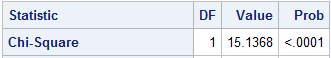 Statistic DF Value Prob
Chi-Square 1 15.1368 <.0001